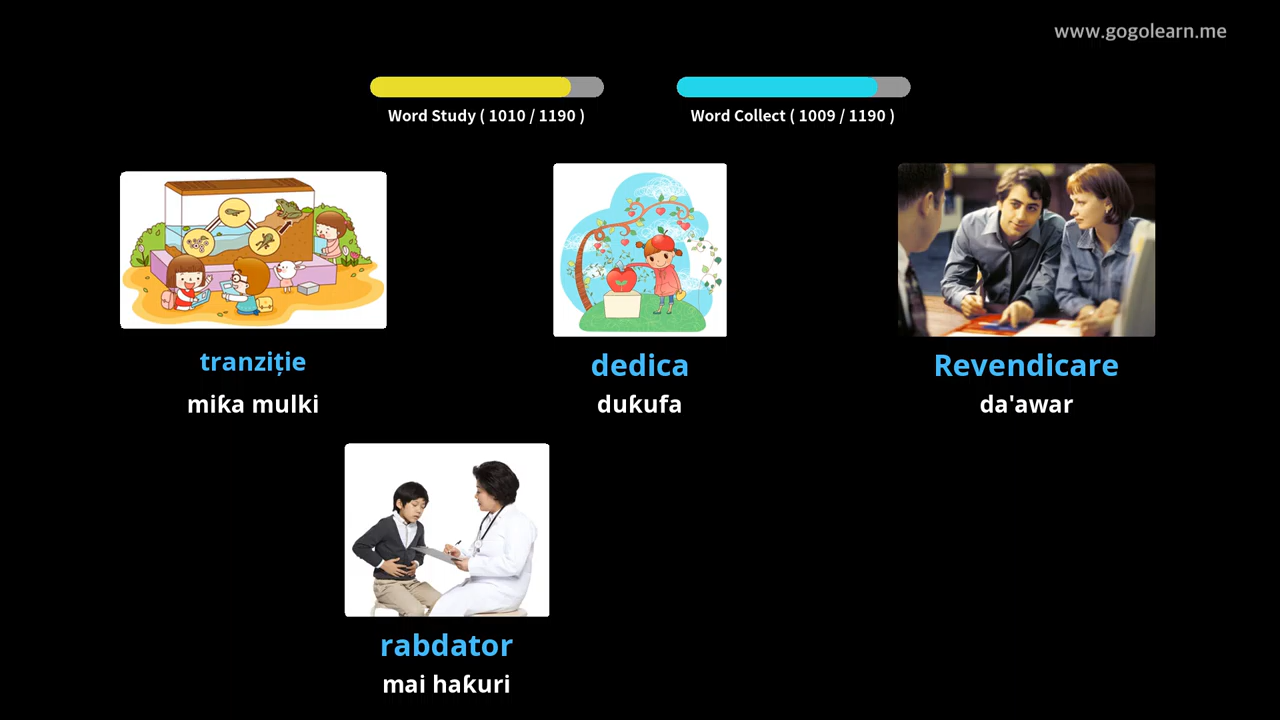 www.gogolearn.me
Word Study ( 1010 / 1190 )
Word Collect ( 1009 / 1190 )
tranziție
miƙa mulki
dedica
duƙufa
Revendicare
da'awar
rabdator
mai haƙuri